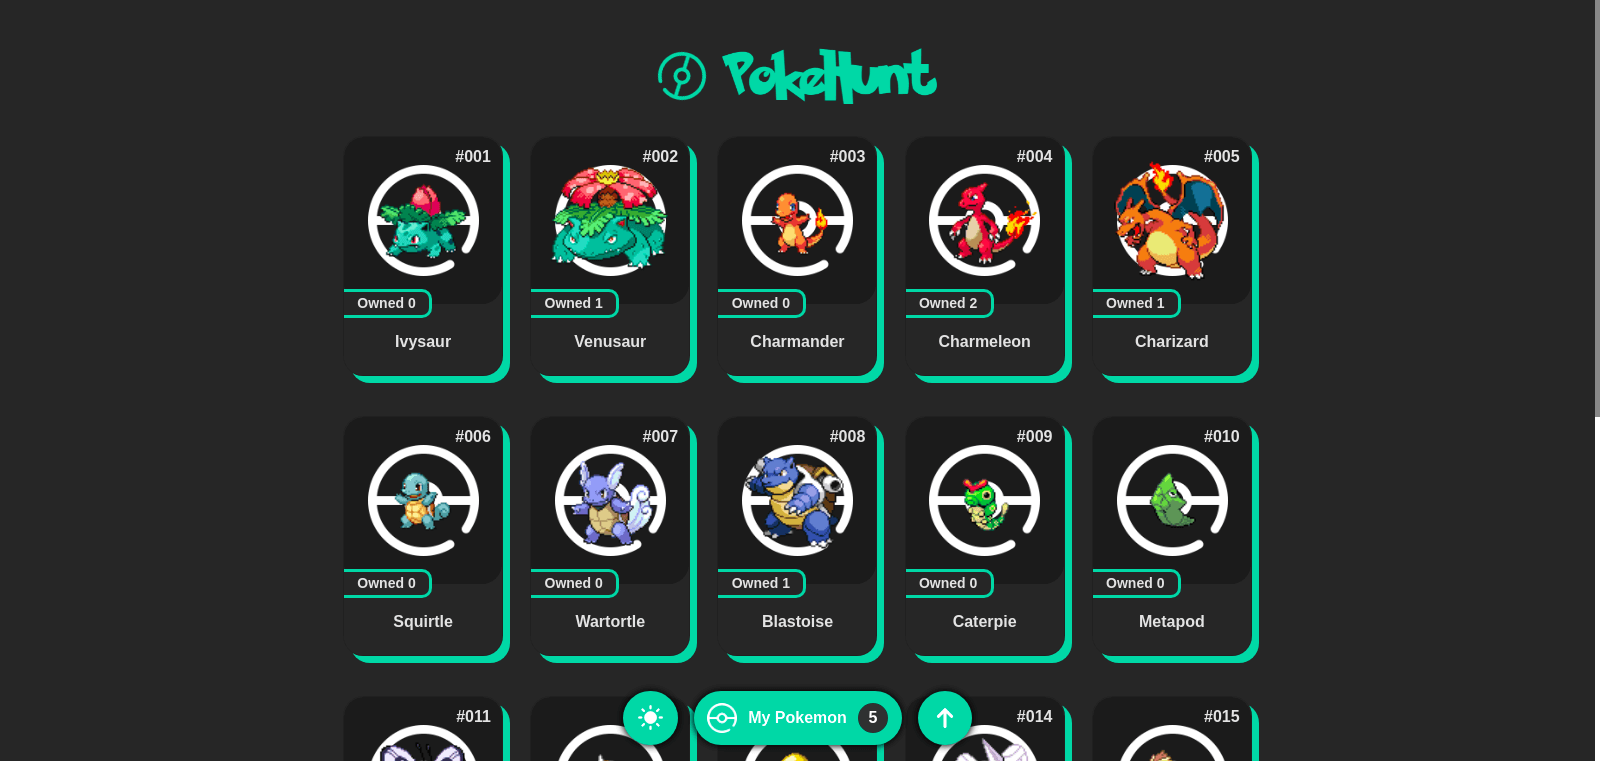 PokeHunt
#001
#002
#003
#004
#005
Owned 0
Owned 1
Owned 0
Owned 2
Owned 1
Ivysaur
Venusaur
Charmander
Charmeleon
Charizard
#006
#007
#008
#009
#010
Owned 0
Owned 0
Owned 1
Owned 0
Owned 0
Squirtle
Wartortle
Blastoise
Caterpie
Metapod
#011
#014
#015
My Pokemon 5